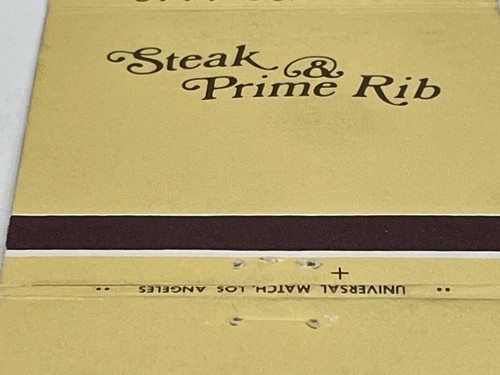 Steak &
Prime Rib
UNIVERSAL MATCH, LOS ANGELES